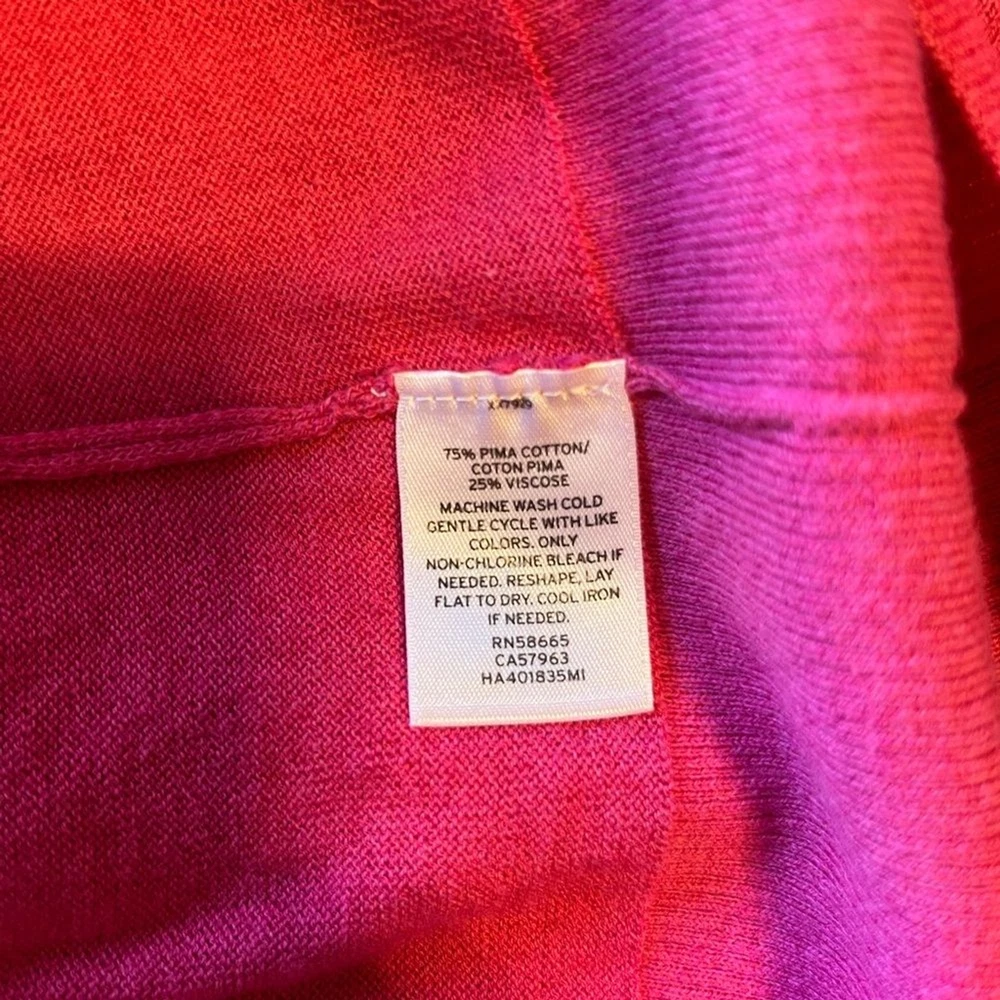 75% PIMA COTTON/
COTON PIMA
25% VISCOSE
MACHINE WASH COLD
GENTLE CYCLE WITH LIKE
COLORS. ONLY
NON-CHLORINE BLEACH IF
NEEDED. RESHAPE, LAY
FLAT TO DRY. COOL IRON
IF NEEDED.
RN58665
CA57963
HA401835MI